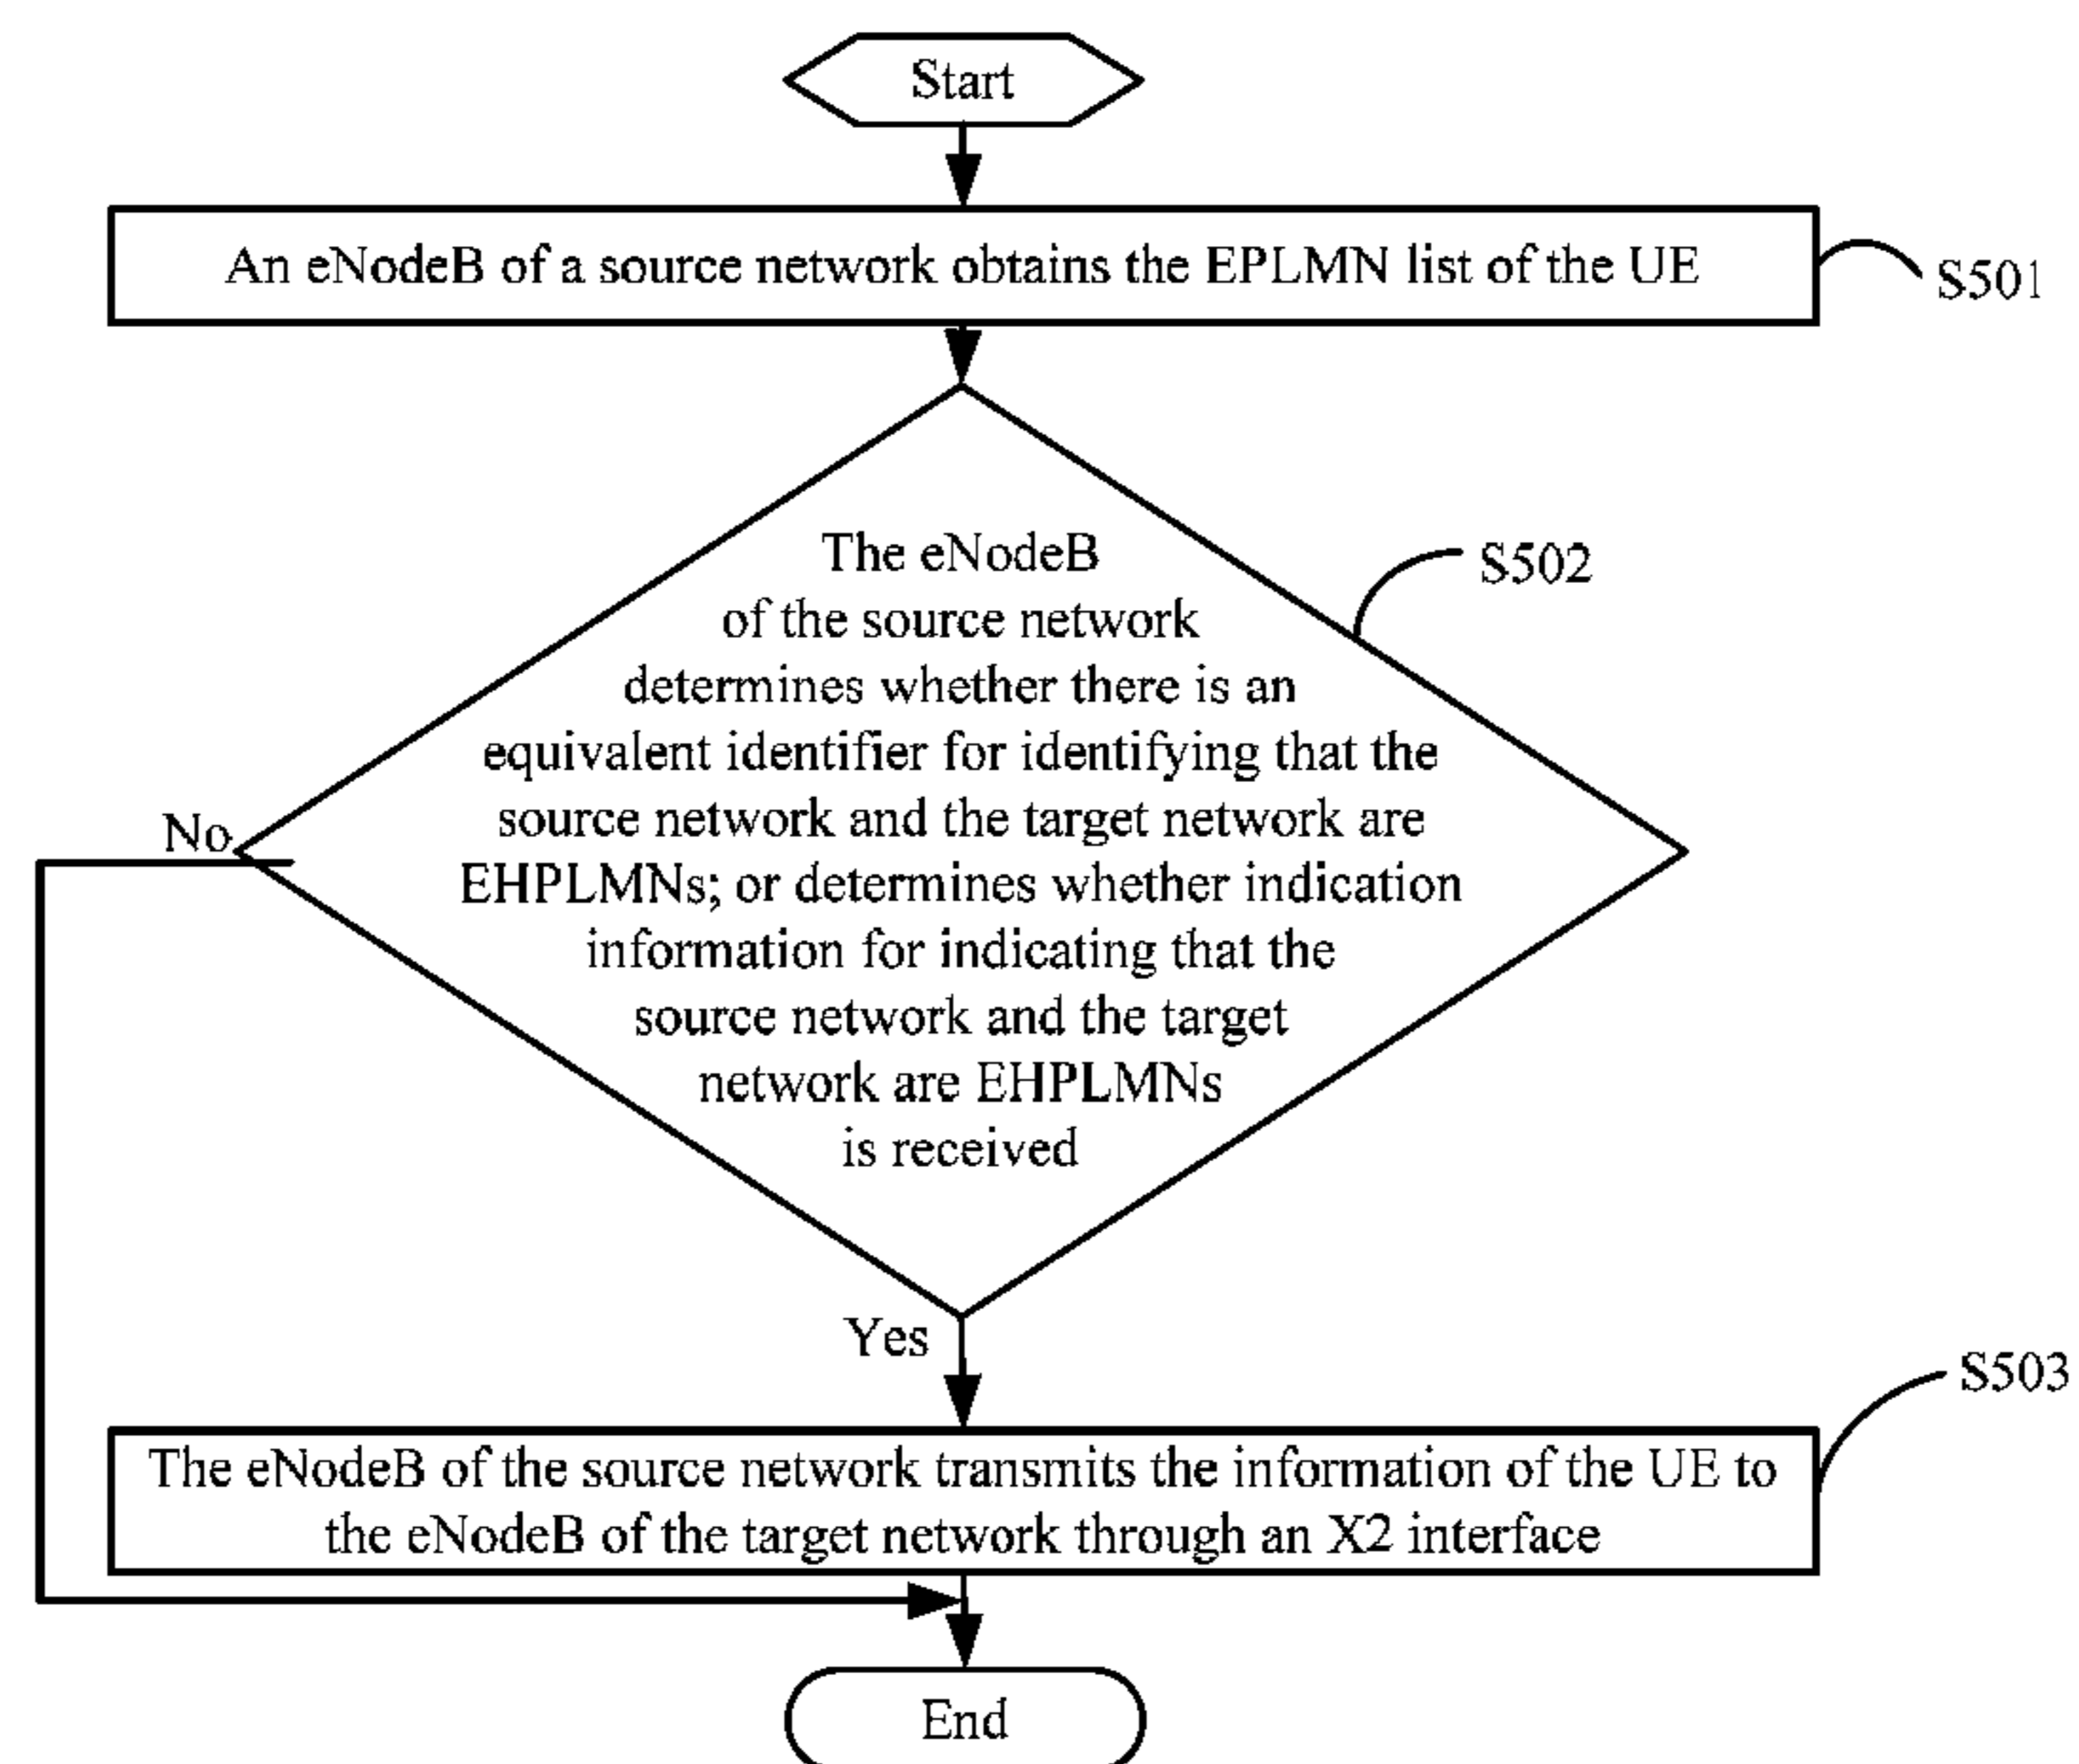 Start
An eNodeB of a source network obtains the EPLMN list of the UE
S501
The eNodeB
S502
of the source network
determines whether there is an
equivalent identifier for identifying that the
source network and the target network are
No
EHPLMNs; or determines whether indication
information for indicating that the
source network and the target
network are EHPLMNs
is received
Yes
S503
The eNodeB of the source network transmits the information of the UE to
the eNodeB of the target network through an X2 interface
End